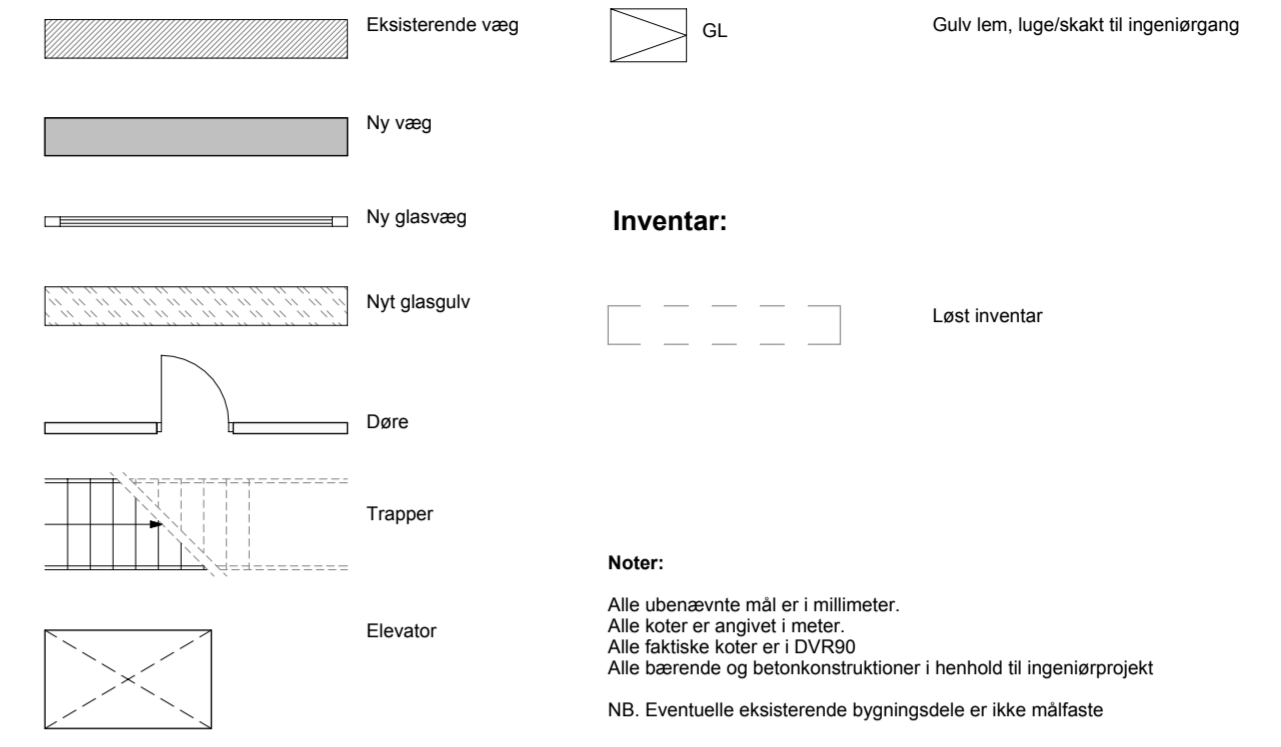 Eksisterende væg
Ny væg
Ny glasvæg
Nyt glasgulv
Døre
Trapper
Elevator
GL Gulv lem, luge/skakt til ingeniørgang
Inventar:
Løst inventar
Noter:
Alle ubenævnte mål er i millimeter.
Alle koter er angivet i meter.
Alle faktiske koter er i DVR90
Alle bærende og betonkonstruktioner i henhold til ingeniørprojekt
NB. Eventuelle eksisterende bygningsdele er ikke målfaste